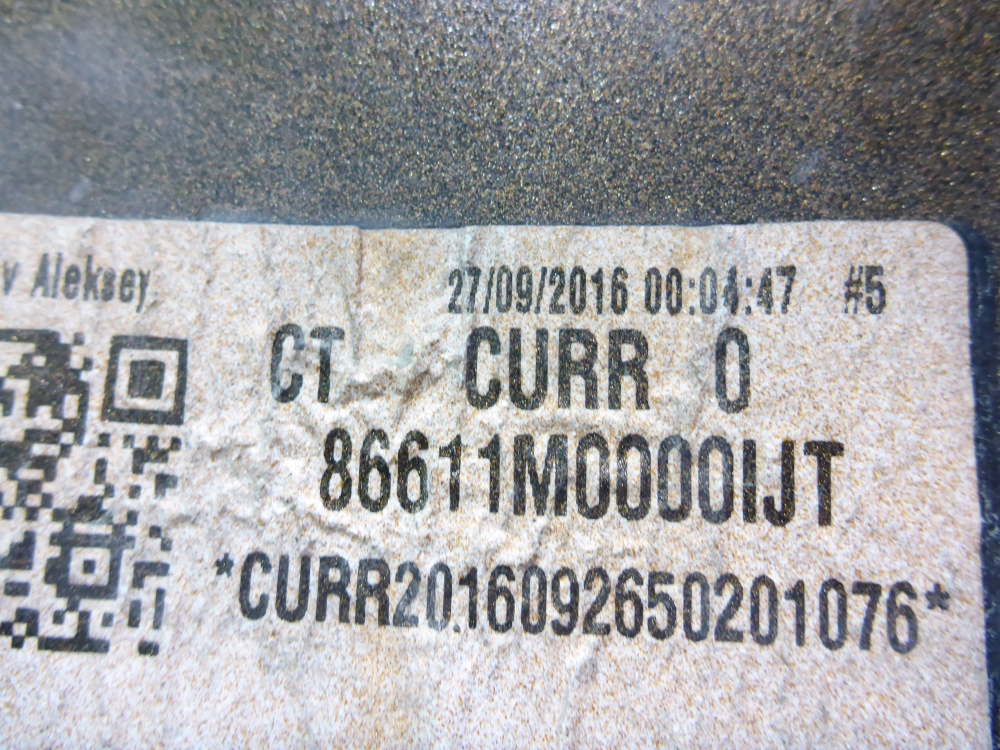 v Aleksey 27/09/2016 00:04:47 #5
CT CURR 0
86611M0000IJT
*CURR2016092650201076*